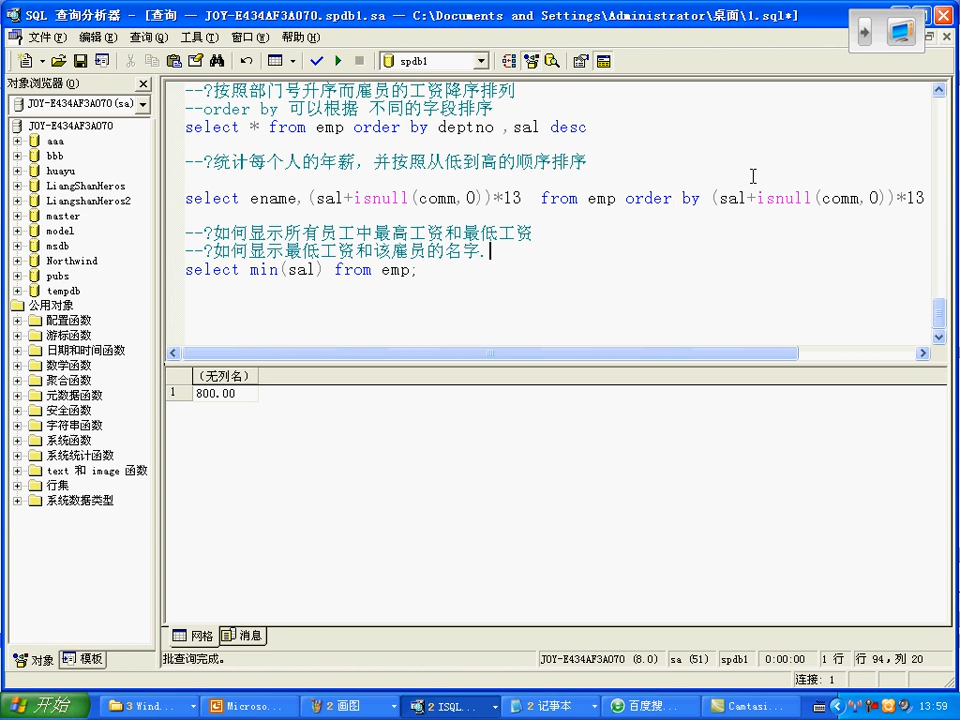 SQL 查询分析器 - [查询 — JOY-E434AF3A070.spdb1.sa — C:\Documents and Settings\Administrator\桌面\1.sql*]
文件(F) 编辑(E) 查询(Q) 工具(T) 窗口(W) 帮助(H)
spdb1
对象浏览器(O)
JOY-E434AF3A070(sa)
JOY-E434AF3A070
aaa
bbb
huayu
LiangShanHeros
LiangshanHeros2
master
model
msdb
Northwind
pubs
tempdb
公用对象
配置函数
游标函数
日期和时间函数
数学函数
聚合函数
元数据函数
安全函数
字符串函数
系统函数
系统统计函数
text 和 image 函数
行集
系统数据类型
对象 模板
--?按照部门号升序而雇员的工资降序排列
--order by 可以根据 不同的字段排序
select * from emp order by deptno ,sal desc
--?统计每个人的年薪，并按照从低到高的顺序排序
select ename,(sal+isnull(comm,0))*13 from emp order by (sal+isnull(comm,0))*13
--?如何显示所有员工中最高工资和最低工资
--?如何显示最低工资和该雇员的名字.
select min(sal) from emp;
(无列名)
1 800.00
网格 消息
批查询完成。 JOY-E434AF3A070 (8.0) sa (51) spdb1 0:00:00 1 行 行 94, 列 20
连接: 1
开始 3 Wind... Microso... 2 画图 2 ISQL... 2 记事本 百度搜... Camtasi... 13:59